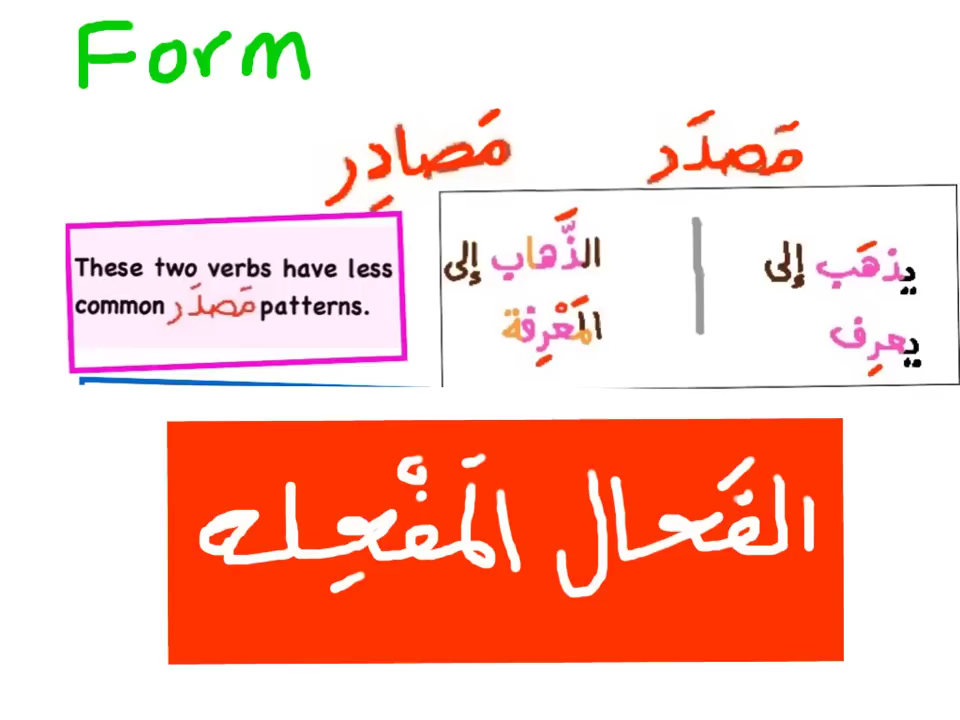 Form
مَصدَر
مَصادِر
These two verbs have less
common مَصدَر patterns.
يذهَب إلى | الذَّهاب إلى
يعرِف | المَعْرِفة
الفَعال المَفْعِله